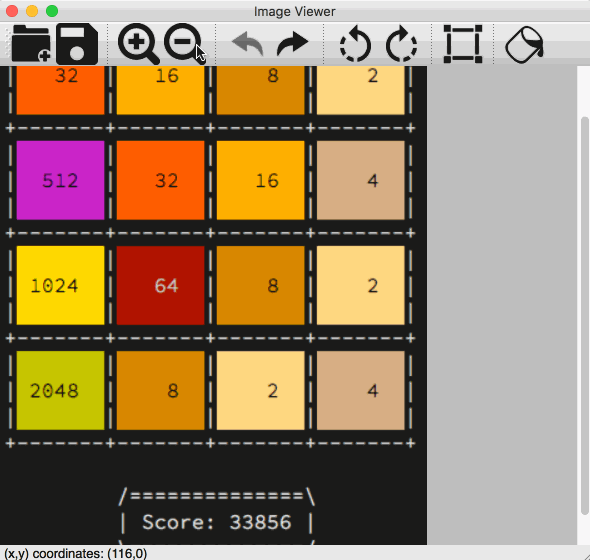 Image Viewer
32 16 8 2
512 32 16 4
1024 64 8 2
2048 8 2 4
/==============\
| Score: 33856 |
(x,y) coordinates: (116,0)